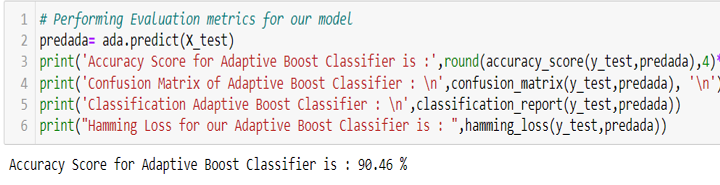 1 # Performing Evaluation metrics for our model
2 predada= ada.predict(X_test)
3 print('Accuracy Score for Adaptive Boost Classifier is :',round(accuracy_score(y_test,predada),4)*
4 print('Confusion Matrix of Adaptive Boost Classifier : \n',confusion_matrix(y_test,predada), '\n')
5 print('Classification Adaptive Boost Classifier : \n',classification_report(y_test,predada))
6 print("Hamming Loss for our Adaptive Boost Classifier is : ",hamming_loss(y_test,predada))
Accuracy Score for Adaptive Boost Classifier is : 90.46 %